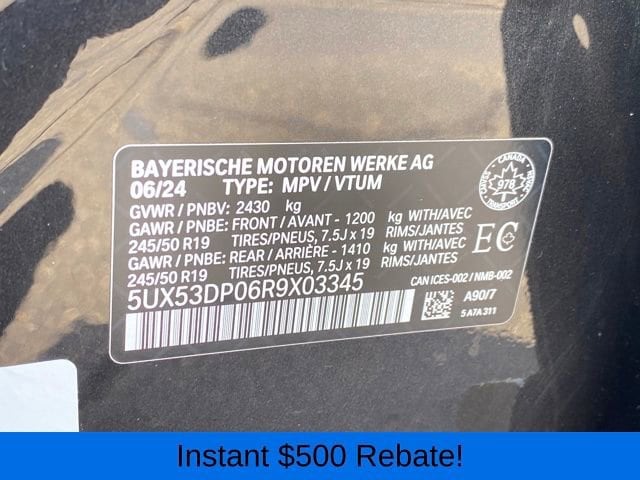 BAYERISCHE MOTOREN WERKE AG
06/24 TYPE: MPV / VTUM
GVWR / PNBV: 2430 kg
GAWR / PNBE: FRONT / AVANT - 1200 kg WITH/AVEC
245/50 R19 TIRES/PNEUS, 7.5J x 19 RIMS/JANTES
GAWR / PNBE: REAR / ARRIÈRE - 1410 kg WITH/AVEC
245/50 R19 TIRES/PNEUS, 7.5J x 19 RIMS/JANTES
5UX53DP06R9X03345
CANADA
978
TRANSPORT
EC
CAN ICES-002 / NMB-002
A90/7
5A7A311
Instant $500 Rebate!